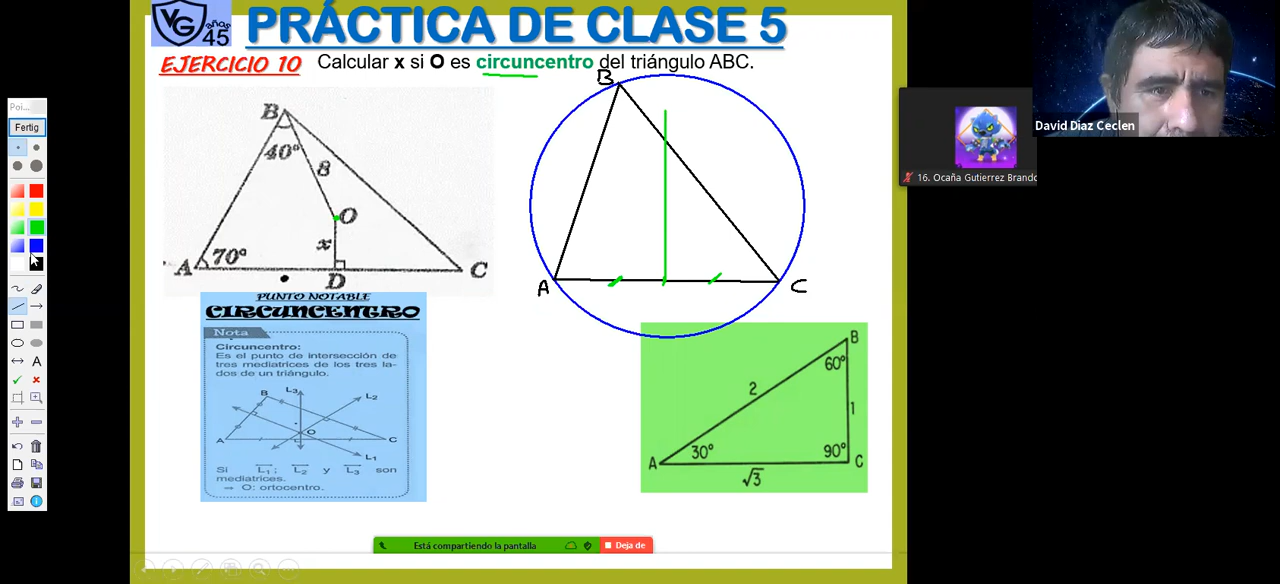 VG
años
45
PRÁCTICA DE CLASE 5
EJERCICIO 10 Calcular x si O es circuncentro del triángulo ABC.
Poi...
Fertig
A
B
40°
8
O
x
70°
A
D
C
B
A
C
David Diaz Ceclen
16. Ocaña Gutierrez Brando
PUNTO NOTABLE
CIRCUNCENTRO
Nota
Circuncentro:
Es el punto de intersección de
tres mediatrices de los tres la-
dos de un triángulo.
B
L₃
L₂
A
O
C
L₁
Si L₁; L₂ y L₃ son
mediatrices.
→ O: ortocentro.
B
60°
2
1
30°
90°
A
C
√3
Está compartiendo la pantalla
Deja de